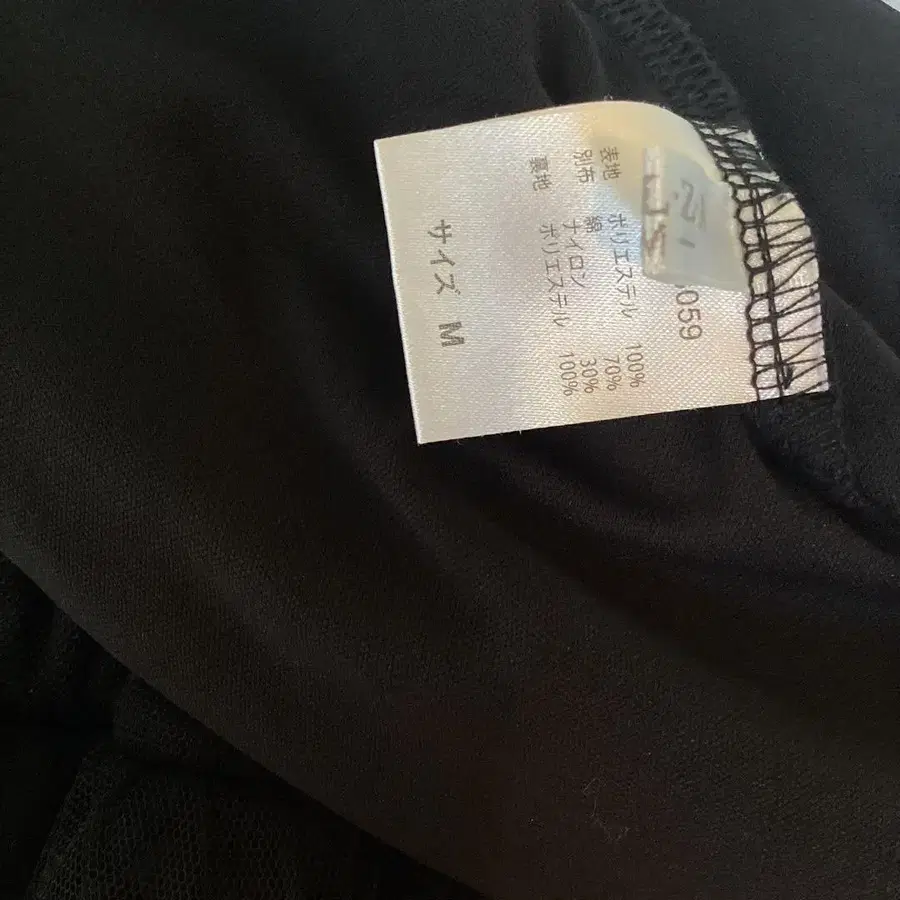 059
表地 ポリエステル 100%
別布 綿 70%
ナイロン 30%
裏地 ポリエステル 100%
サイズ M